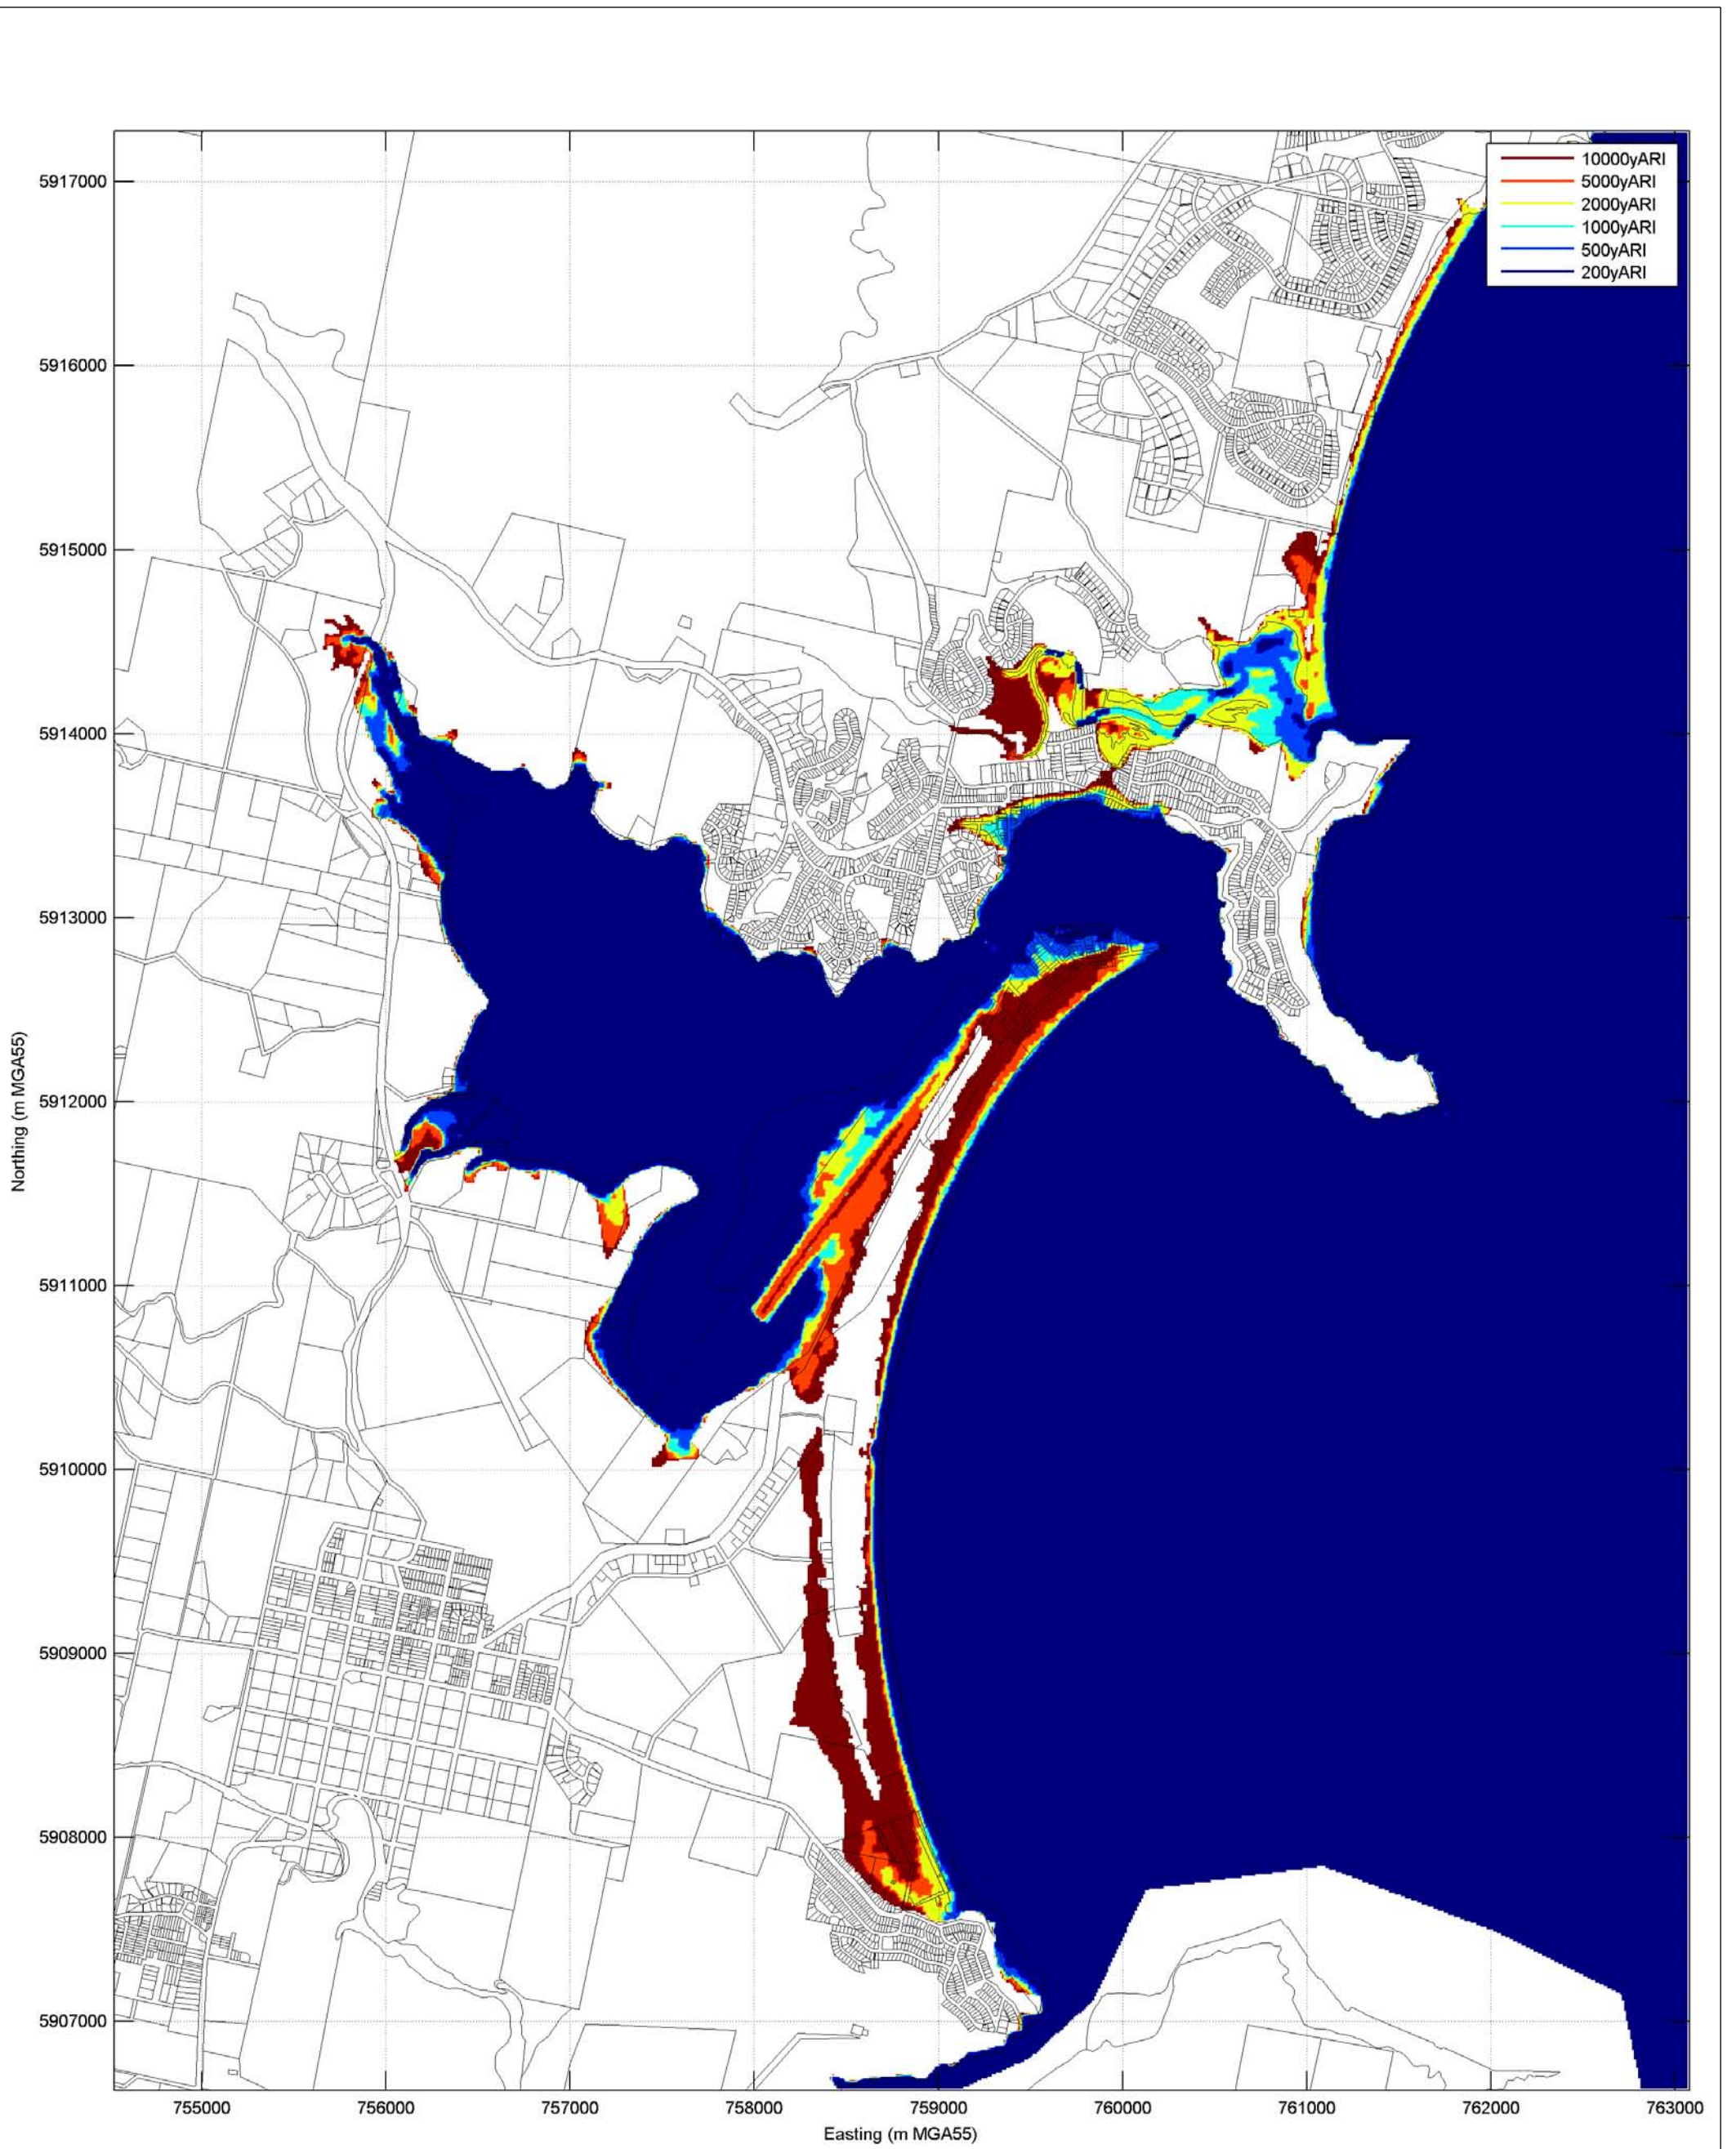 10000yARI
5000yARI
2000yARI
1000yARI
500yARI
200yARI
5917000
5916000
5915000
5914000
5913000
5912000
5911000
5910000
5909000
5908000
5907000
Northing (m MGA55)
755000 756000 757000 758000 759000 760000 761000 762000 763000
Easting (m MGA55)